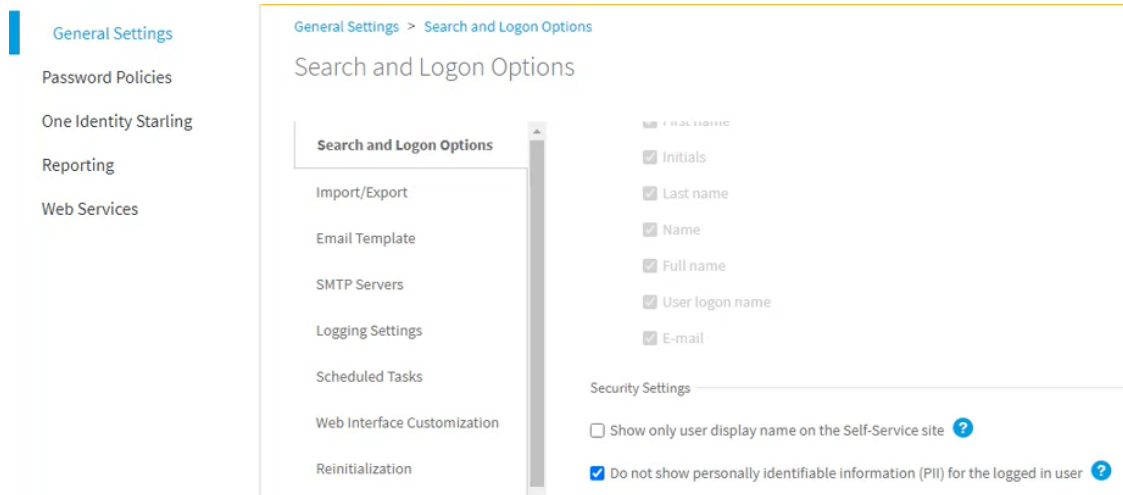 General Settings
Password Policies
One Identity Starling
Reporting
Web Services
General Settings > Search and Logon Options
Search and Logon Options
Search and Logon Options
Import/Export
Email Template
SMTP Servers
Logging Settings
Scheduled Tasks
Web Interface Customization
Reinitialization
First name
Initials
Last name
Name
Full name
User logon name
E-mail
Security Settings
Show only user display name on the Self-Service site ?
Do not show personally identifiable information (PII) for the logged in user ?